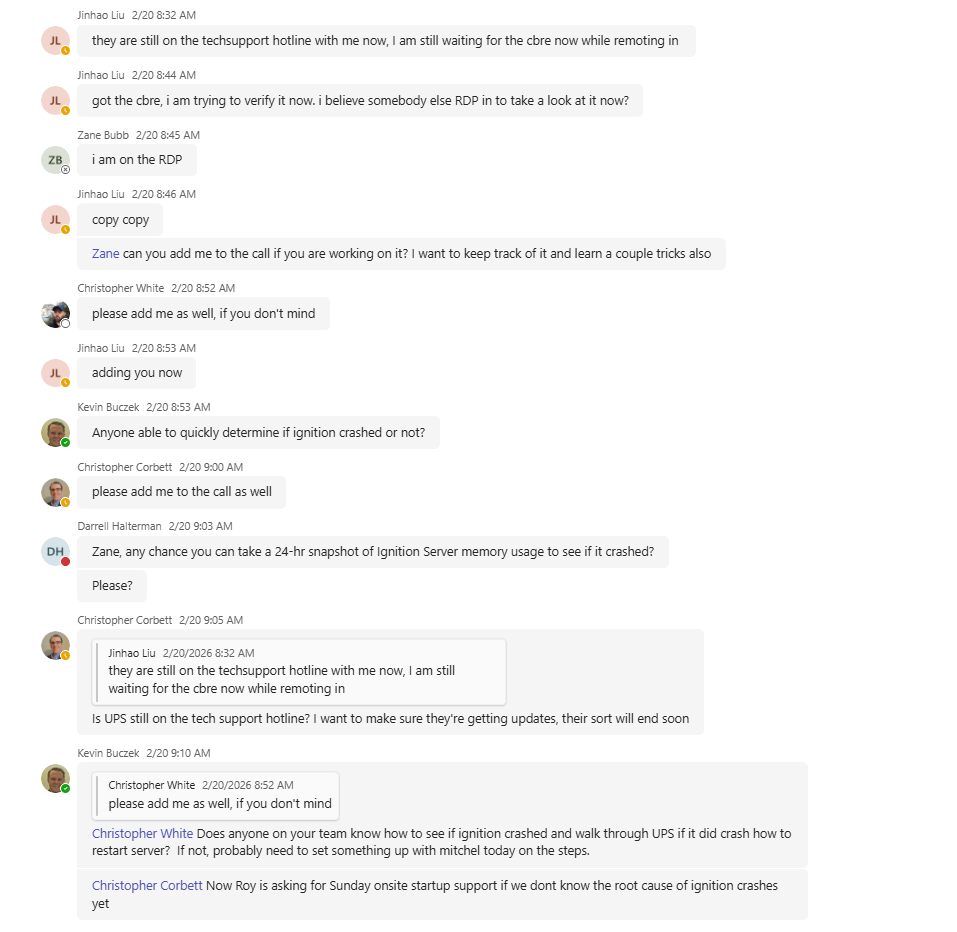 Jinhao Liu 2/20 8:32 AM
JL
they are still on the techsupport hotline with me now, I am still waiting for the cbre now while remoting in
Jinhao Liu 2/20 8:44 AM
JL
got the cbre, i am trying to verify it now. i believe somebody else RDP in to take a look at it now?
Zane Bubb 2/20 8:45 AM
ZB
i am on the RDP
Jinhao Liu 2/20 8:46 AM
JL
copy copy
Zane can you add me to the call if you are working on it? I want to keep track of it and learn a couple tricks also
Christopher White 2/20 8:52 AM
please add me as well, if you don't mind
Jinhao Liu 2/20 8:53 AM
JL
adding you now
Kevin Buczek 2/20 8:53 AM
Anyone able to quickly determine if ignition crashed or not?
Christopher Corbett 2/20 9:00 AM
please add me to the call as well
Darrell Halterman 2/20 9:03 AM
DH
Zane, any chance you can take a 24-hr snapshot of Ignition Server memory usage to see if it crashed?
Please?
Christopher Corbett 2/20 9:05 AM
Jinhao Liu 2/20/2026 8:32 AM
they are still on the techsupport hotline with me now, I am still
waiting for the cbre now while remoting in
Is UPS still on the tech support hotline? I want to make sure they're getting updates, their sort will end soon
Kevin Buczek 2/20 9:10 AM
Christopher White 2/20/2026 8:52 AM
please add me as well, if you don't mind
Christopher White Does anyone on your team know how to see if ignition crashed and walk through UPS if it did crash how to
restart server? If not, probably need to set something up with mitchel today on the steps.
Christopher Corbett Now Roy is asking for Sunday onsite startup support if we dont know the root cause of ignition crashes
yet